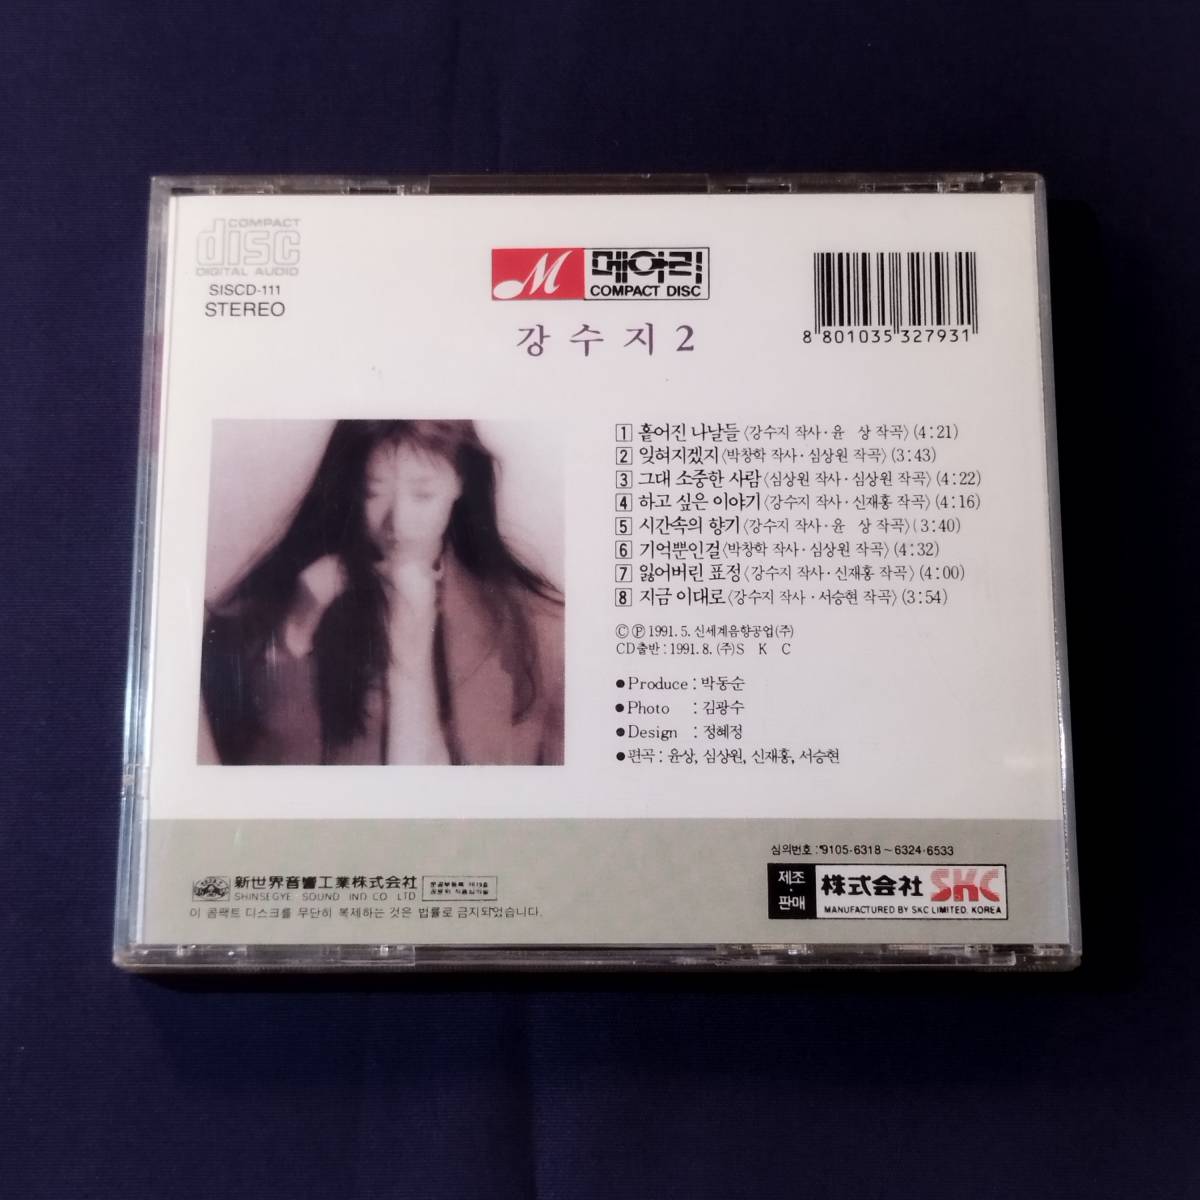 COMPACT
disc
DIGITAL AUDIO
SISCD-111
STEREO
M 메아리
COMPACT DISC
강 수 지 2
8 801035 327931
1 흩어진 나날들〈강수지 작사·윤 상 작곡〉(4:21)
2 잊혀지겠지〈박창학 작사·심상원 작곡〉(3:43)
3 그대 소중한 사람〈심상원 작사·심상원 작곡〉(4:22)
4 하고 싶은 이야기〈강수지 작사·신재홍 작곡〉(4:16)
5 시간속의 향기〈강수지 작사·윤 상 작곡〉(3:40)
6 기억뿐인걸〈박창학 작사·심상원 작곡〉(4:32)
7 잃어버린 표정〈강수지 작사·신재홍 작곡〉(4:00)
8 지금 이대로〈강수지 작사·서승현 작곡〉(3:54)
ⓒ ⓟ 1991. 5. 신세계음향공업(주)
CD출반 : 1991. 8. (주) S K C
●Produce : 박동순
●Photo : 김광수
●Design : 정혜정
●편곡 : 윤상, 심상원, 신재홍, 서승현
심의번호 : 9105-6318~6324·6533
新世界音響工業株式会社
SHINSEGYE SOUND IND CO LTD
이 콤팩트 디스크를 무단히 복제하는 것은 법률로 금지되었습니다.
제조·판매
株式会社 SKC
MANUFACTURED BY SKC LIMITED, KOREA